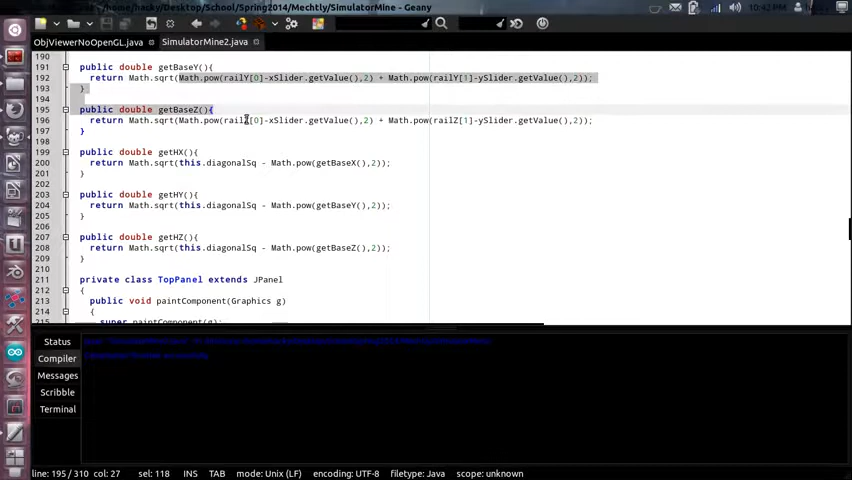 /home/hacky/Desktop/School/Spring2014/Mechtly/SimulatorMine - Geany
10:42 PM
ObjViewerNoOpenGL.java
SimulatorMine2.java
190
191 public double getBaseY(){
192 return Math.sqrt(Math.pow(railY[0]-xSlider.getValue(),2) + Math.pow(railY[1]-ySlider.getValue(),2));
193 }
194
195 public double getBaseZ(){
196 return Math.sqrt(Math.pow(railZ[0]-xSlider.getValue(),2) + Math.pow(railZ[1]-ySlider.getValue(),2));
197 }
198
199 public double getHX(){
200 return Math.sqrt(this.diagonalSq - Math.pow(getBaseX(),2));
201 }
202
203 public double getHY(){
204 return Math.sqrt(this.diagonalSq - Math.pow(getBaseY(),2));
205 }
206
207 public double getHZ(){
208 return Math.sqrt(this.diagonalSq - Math.pow(getBaseZ(),2));
209 }
210
211 private class TopPanel extends JPanel
212 {
213 public void paintComponent(Graphics g)
214 {
215 super.paintComponent(g);
Status
Compiler
Messages
Scribble
Terminal
line: 195 / 310 col: 27 sel: 118 INS TAB mode: Unix (LF) encoding: UTF-8 filetype: Java scope: unknown